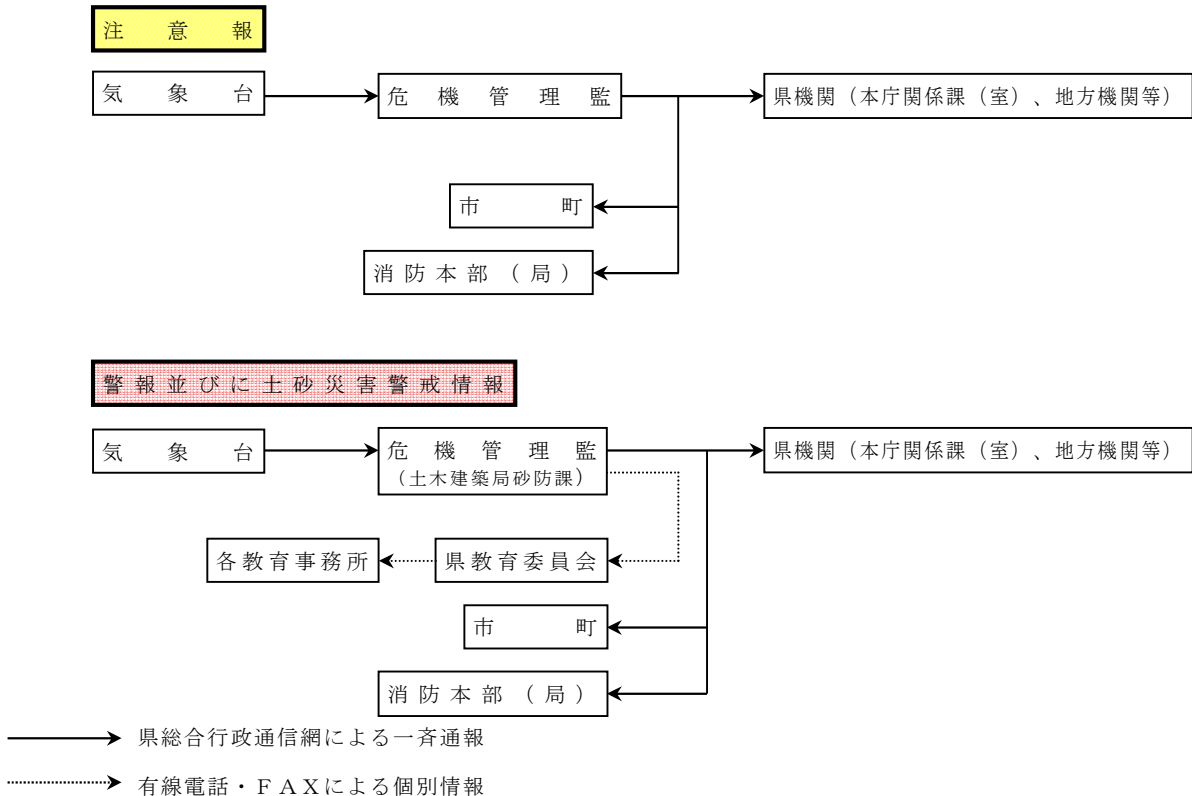 注意報
気象台
危機管理監
県機関（本庁関係課（室）、地方機関等）
市町
消防本部（局）
警報並びに土砂災害警戒情報
気象台
危機管理監
（土木建築局砂防課）
県機関（本庁関係課（室）、地方機関等）
各教育事務所
県教育委員会
市町
消防本部（局）
県総合行政通信網による一斉通報
有線電話・ＦＡＸによる個別情報